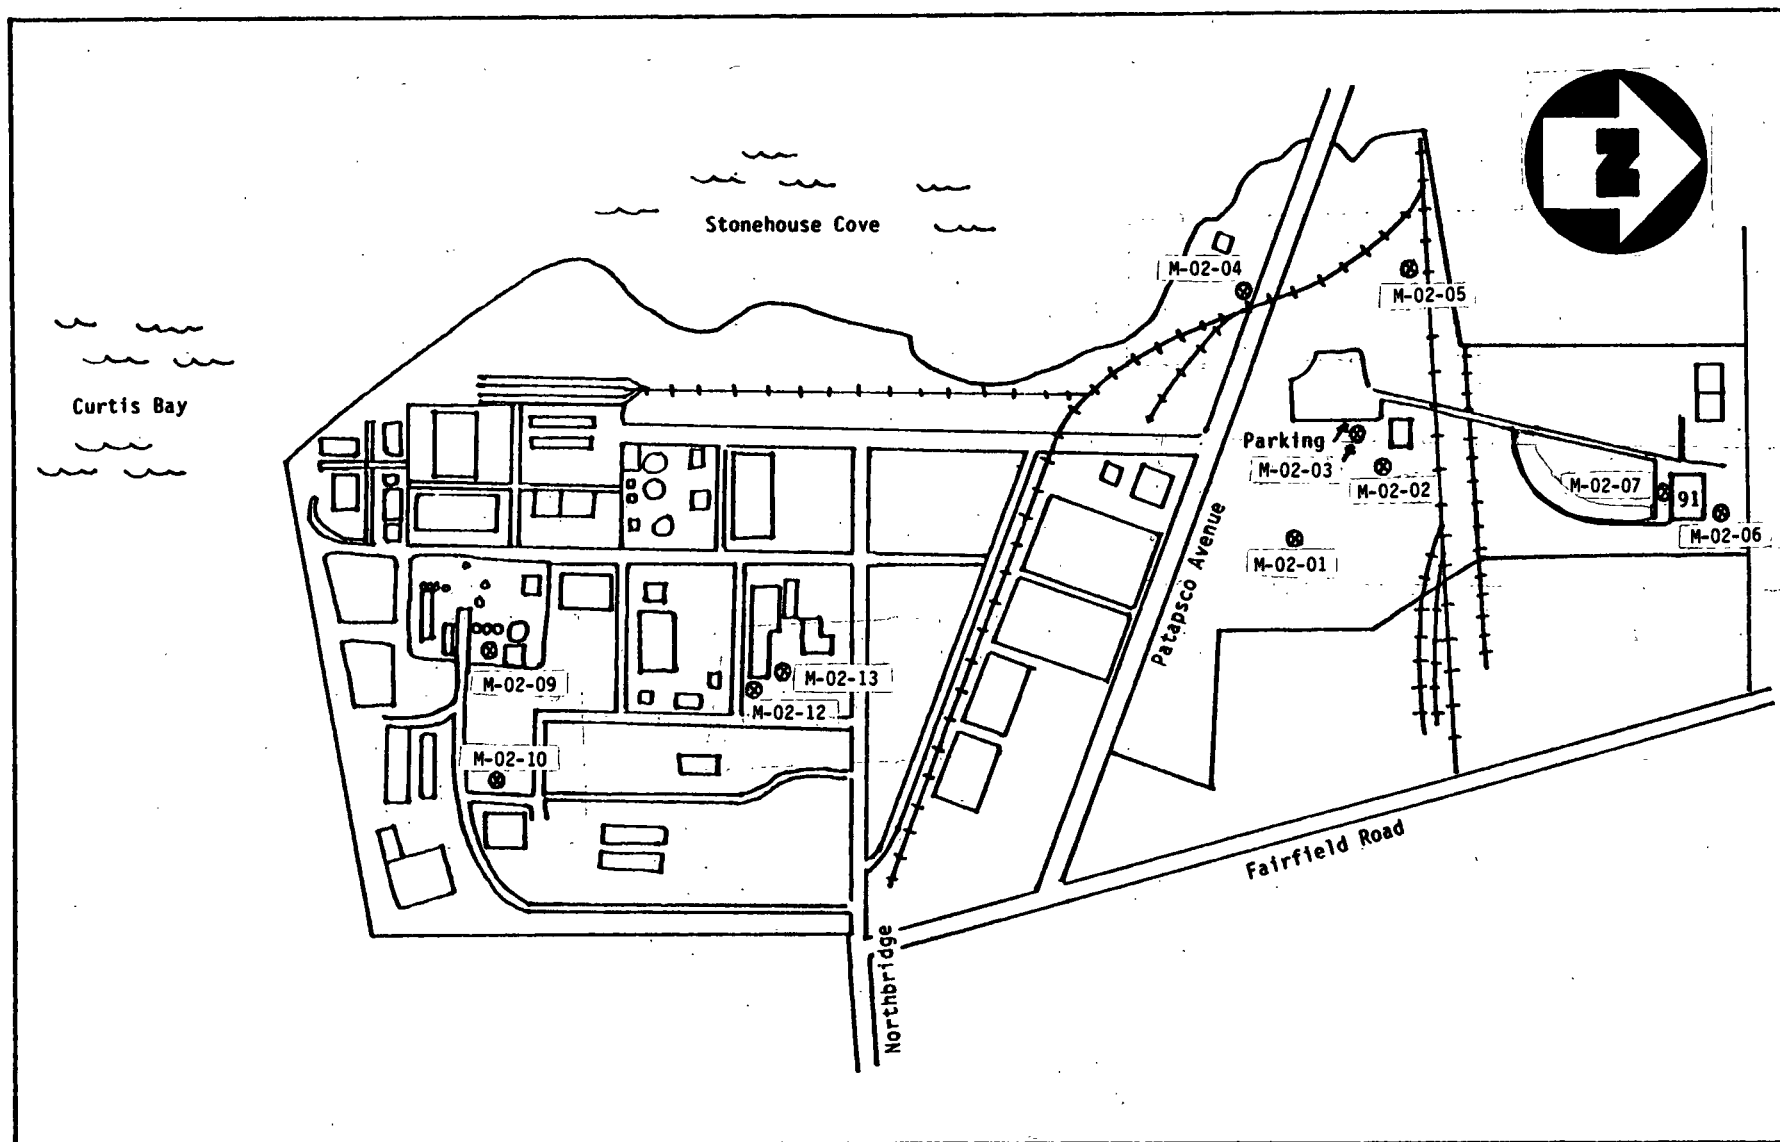 N
Stonehouse Cove
M-02-04
M-02-05
Curtis Bay
Parking
M-02-03
M-02-02
M-02-07
91
M-02-06
M-02-01
Patapsco Avenue
M-02-09
M-02-13
M-02-12
M-02-10
Fairfield Road
Northbridge